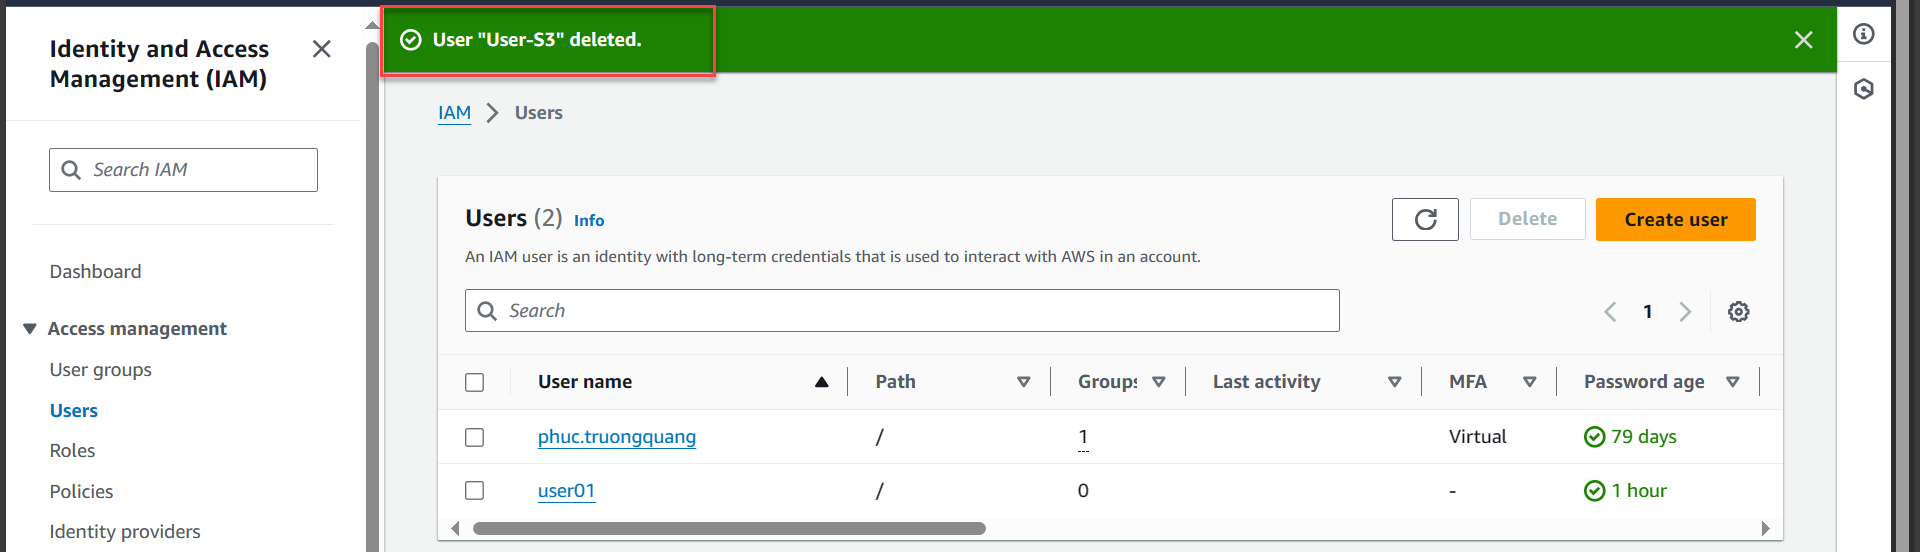 User "User-S3" deleted.
Identity and Access
Management (IAM)
Search IAM
Dashboard
Access management
User groups
Users
Roles
Policies
Identity providers
IAM > Users
Users (2) Info
Delete
Create user
An IAM user is an identity with long-term credentials that is used to interact with AWS in an account.
Search
1
User name Path Groups Last activity MFA Password age
phuc.truongquang / 1 Virtual 79 days
user01 / 0 - 1 hour